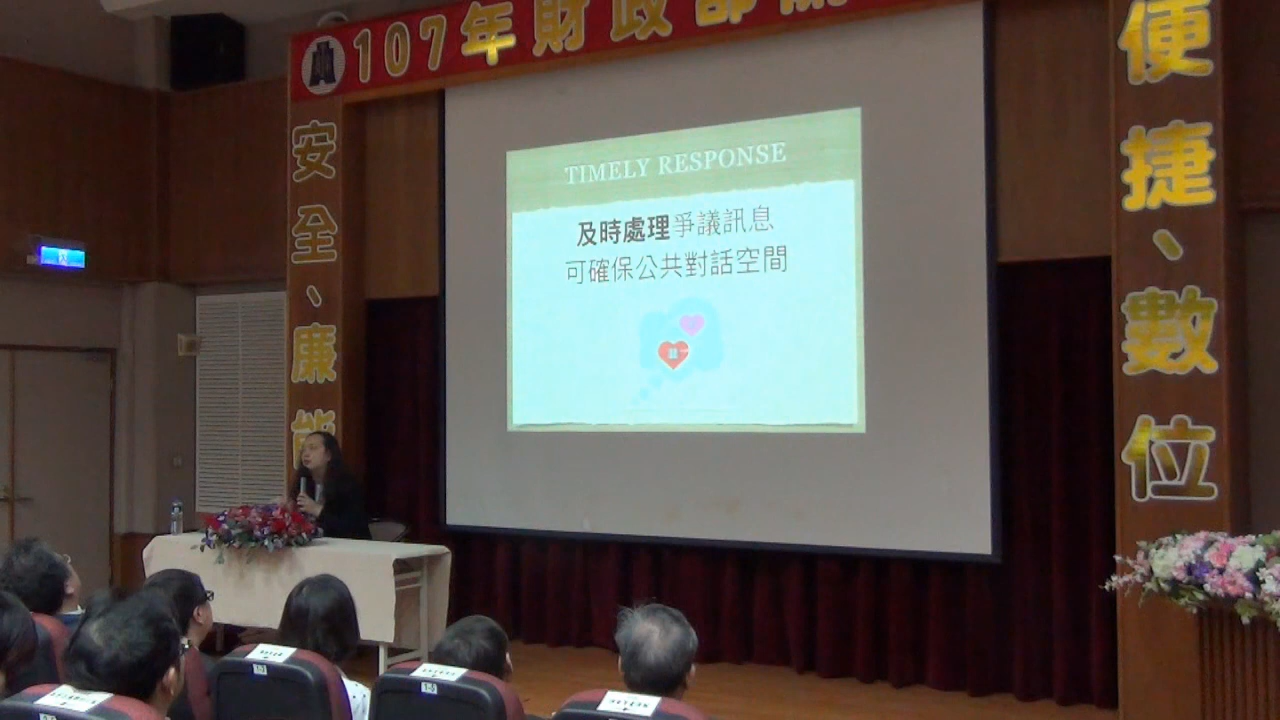 107年財政部
安全、廉能
TIMELY RESPONSE
及時處理爭議訊息
可確保公共對話空間
便捷、數位